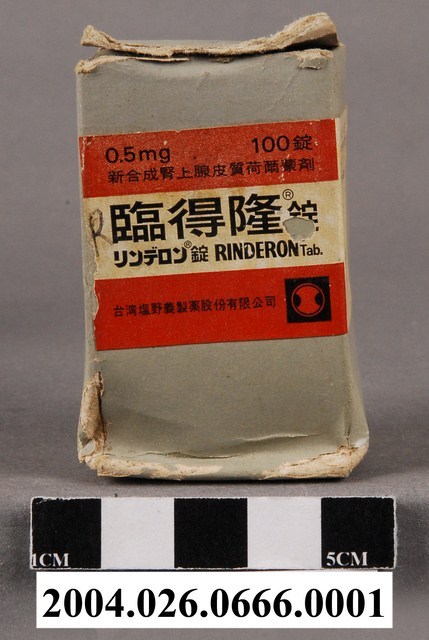 0.5mg 100錠
新合成腎上腺皮質荷爾蒙劑
R
臨得隆®錠
リンデロン®錠 RINDERON Tab.
台湾塩野義製薬股份有限公司
1CM 5CM
2004.026.0666.0001